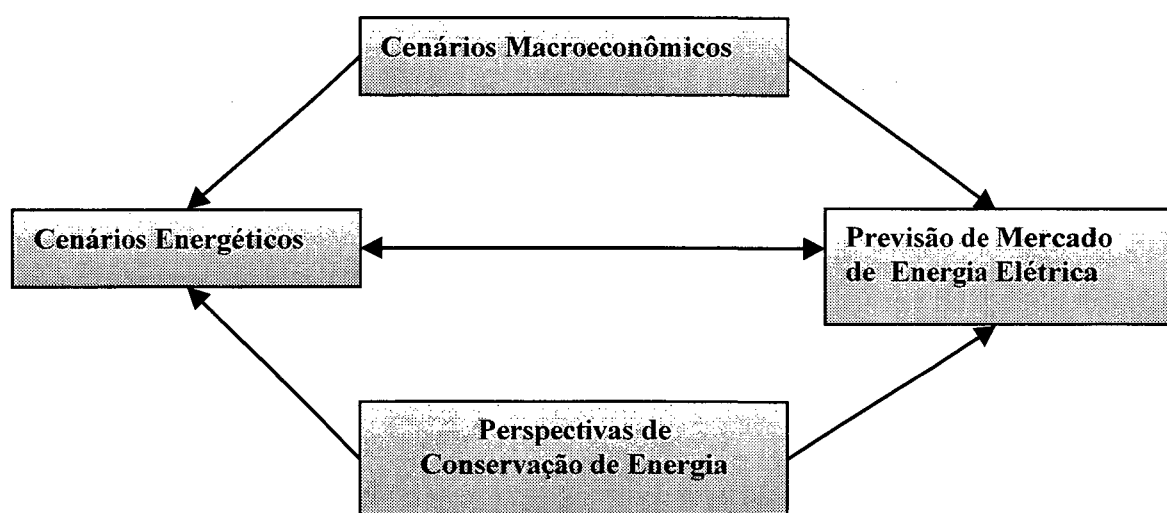 Cenários Macroeconômicos
Cenários Energéticos
Previsão de Mercado
de Energia Elétrica
Perspectivas de
Conservação de Energia